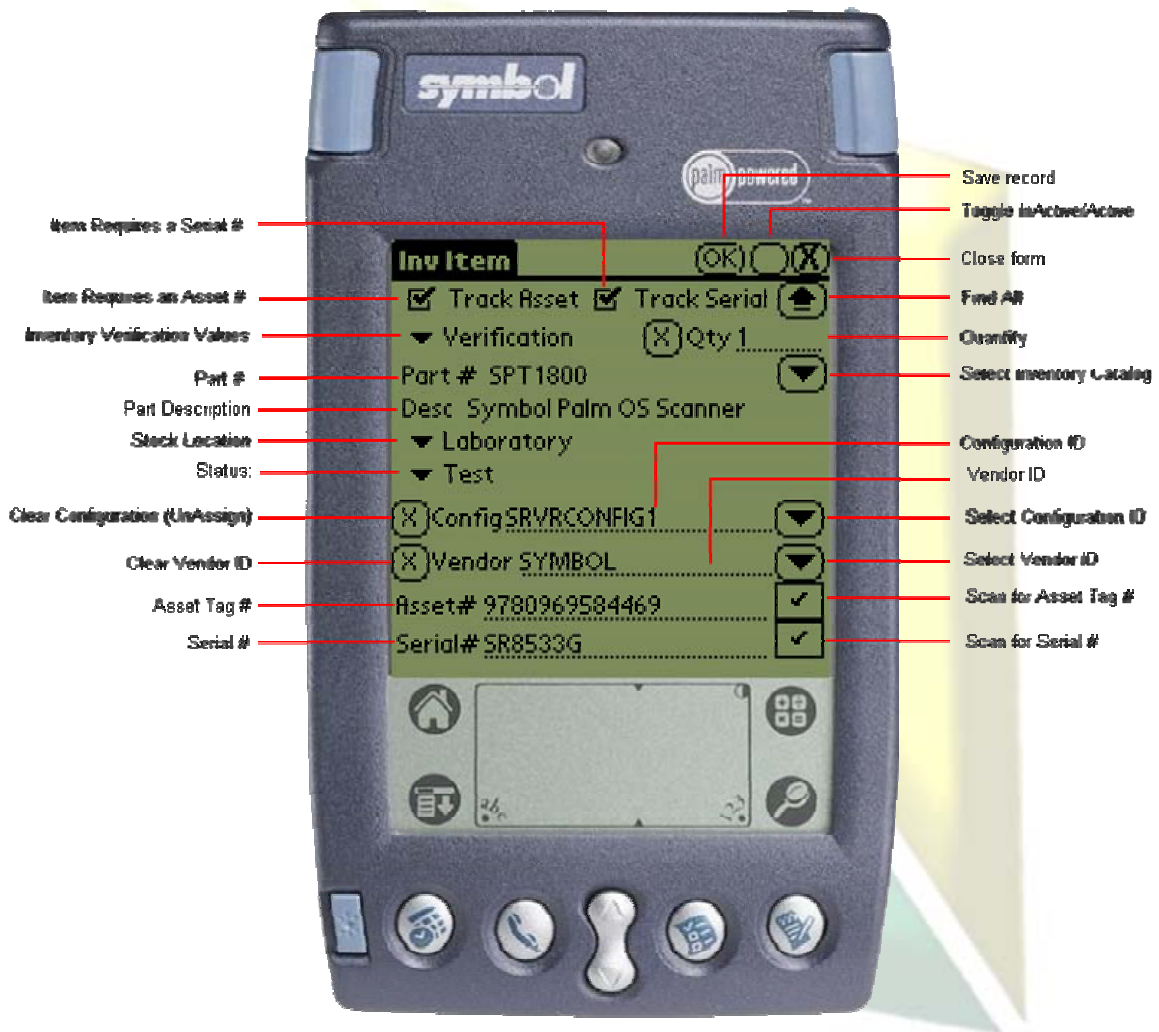 symbol
palm powered
Save record
Toggle InActive/Active
Item Requires a Serial #
Inv Item
OK
X
Close form
Item Requires an Asset #
Track Asset
Track Serial
Find All
Inventory Verification Values
Verification
X
Qty 1
Quantity
Part #
Part # SPT1800
Select Inventory Catalog
Part Description
Desc Symbol Palm OS Scanner
Stock Location
Laboratory
Configuration ID
Status:
Test
Vendor ID
Clear Configuration (UnAssign)
X
Config SRVRCONFIG1
Select Configuration ID
Clear Vendor ID
X
Vendor SYMBOL
Select Vendor ID
Asset Tag #
Asset# 9780969584469
Scan for Asset Tag #
Serial #
Serial# SR8533G
Scan for Serial #
abc
123